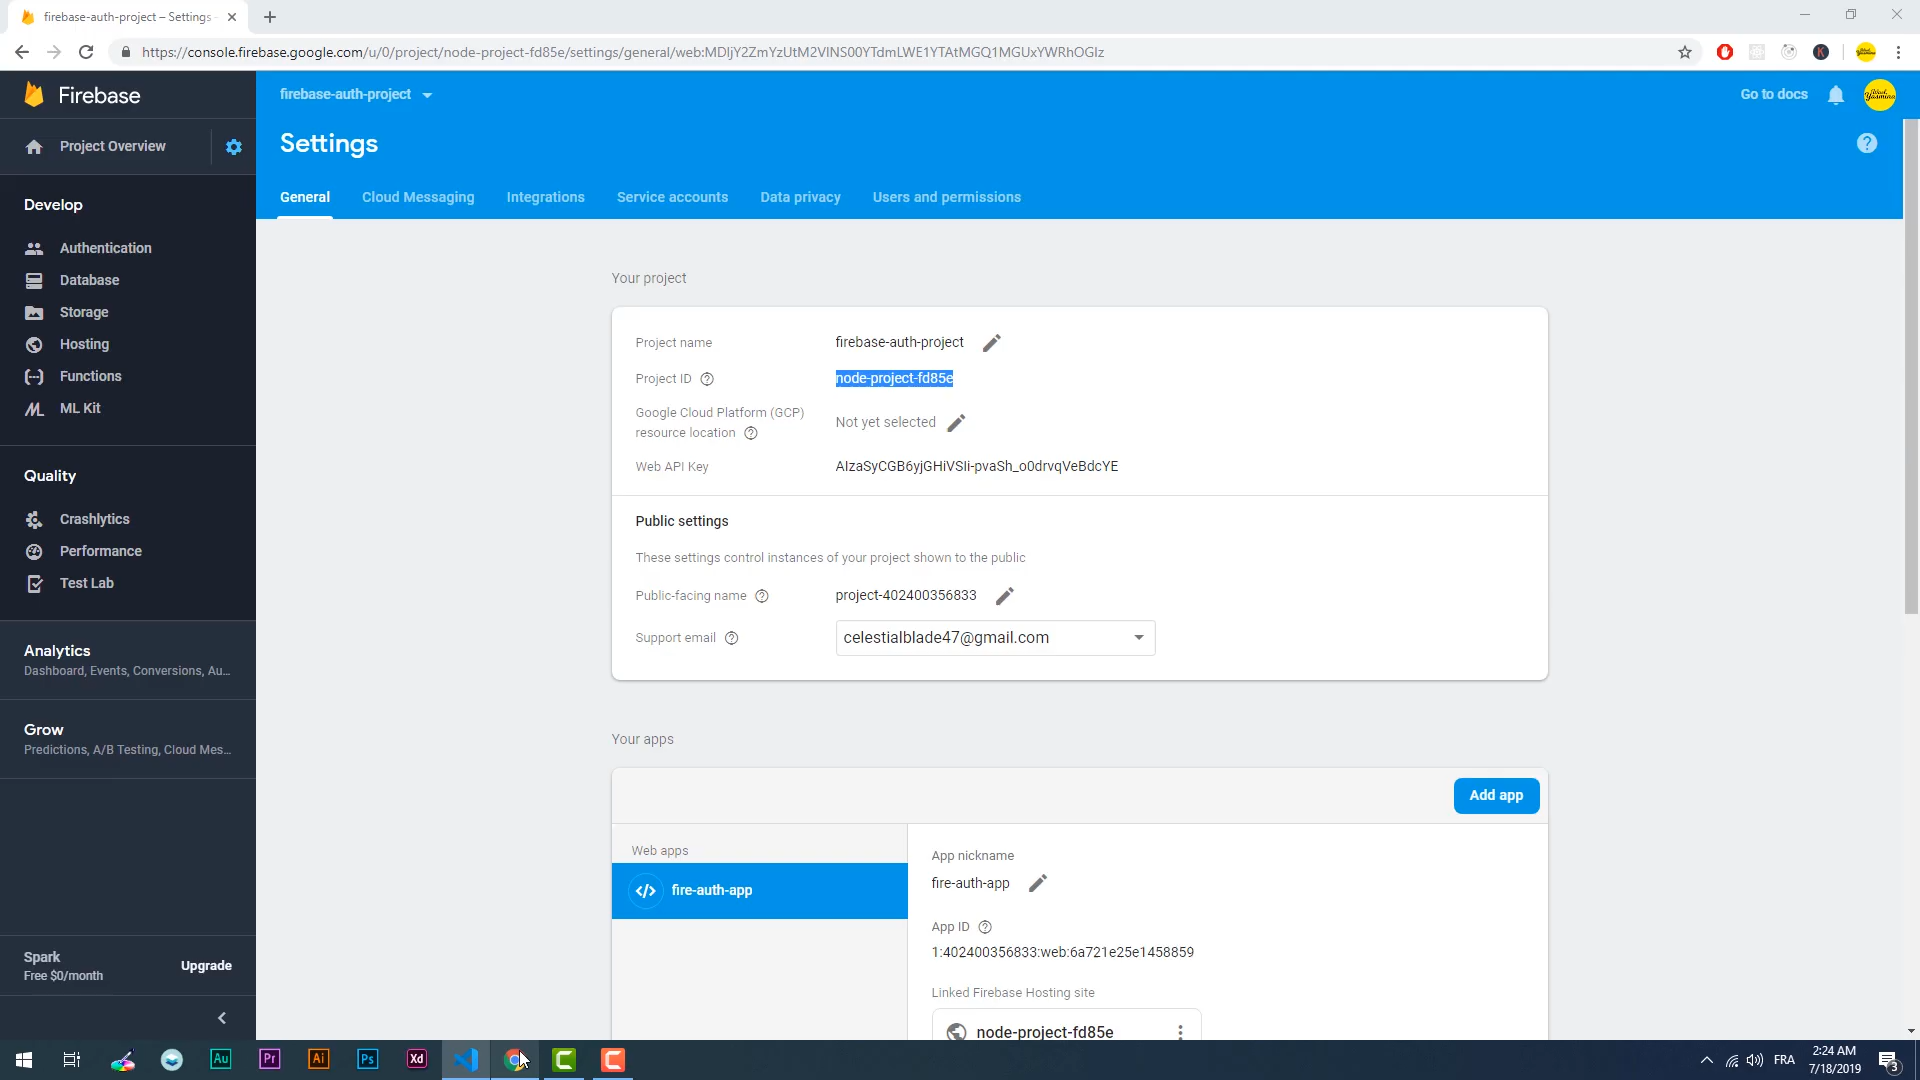 firebase-auth-project – Settings
https://console.firebase.google.com/u/0/project/node-project-fd85e/settings/general/web:MDljY2ZmYzUtM2VlNS00YTdmLWE1YTAtMGQ1MGUxYWRhOGIz
Firebase
firebase-auth-project
Go to docs
Project Overview
Settings
General
Cloud Messaging
Integrations
Service accounts
Data privacy
Users and permissions
Develop
Authentication
Database
Storage
Hosting
Functions
ML Kit
Quality
Crashlytics
Performance
Test Lab
Analytics
Dashboard, Events, Conversions, Au...
Grow
Predictions, A/B Testing, Cloud Mes...
Spark
Free $0/month
Upgrade
Your project
Project name
firebase-auth-project
Project ID
node-project-fd85e
Google Cloud Platform (GCP)
resource location
Not yet selected
Web API Key
AIzaSyCGB6yjGHiVSIi-pvaSh_o0drvqVeBdcYE
Public settings
These settings control instances of your project shown to the public
Public-facing name
project-402400356833
Support email
celestialblade47@gmail.com
Your apps
Add app
Web apps
fire-auth-app
App nickname
fire-auth-app
App ID
1:402400356833:web:6a721e25e1458859
Linked Firebase Hosting site
node-project-fd85e
Au
Pr
Ai
Ps
Xd
FRA
2:24 AM
7/18/2019
3